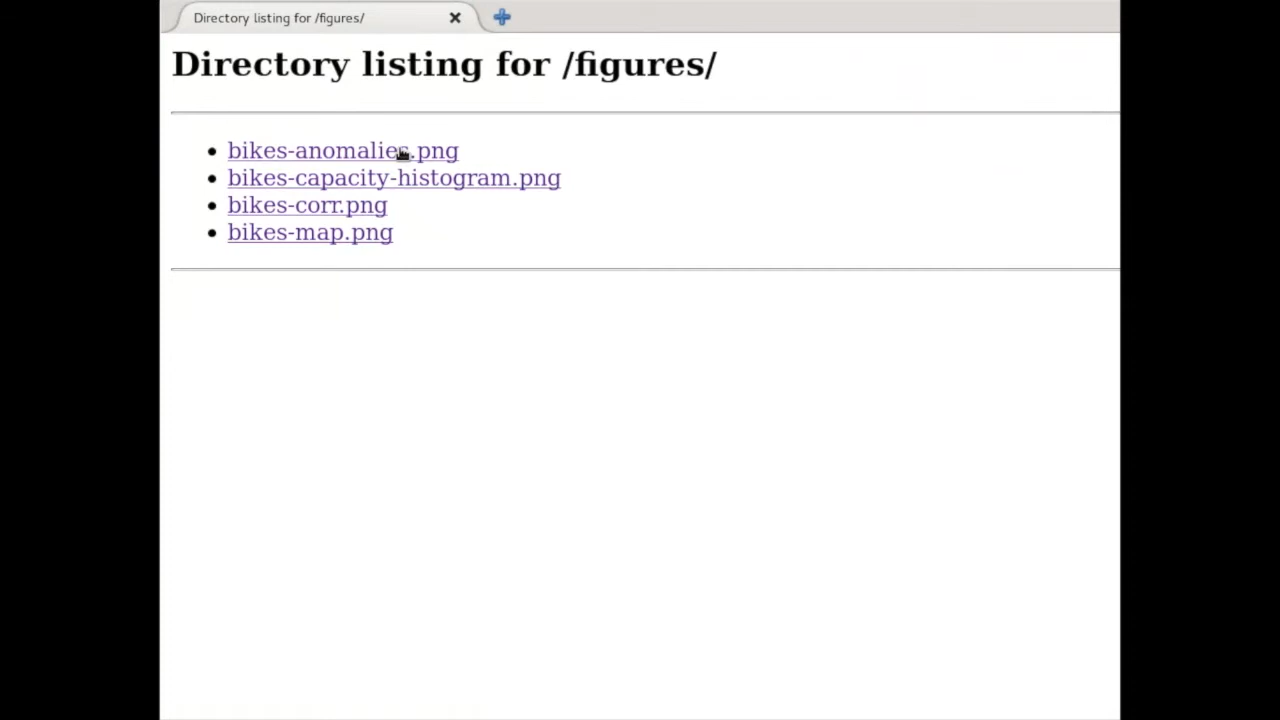 Directory listing for /figures/
Directory listing for /figures/
bikes-anomalies.png
bikes-capacity-histogram.png
bikes-corr.png
bikes-map.png